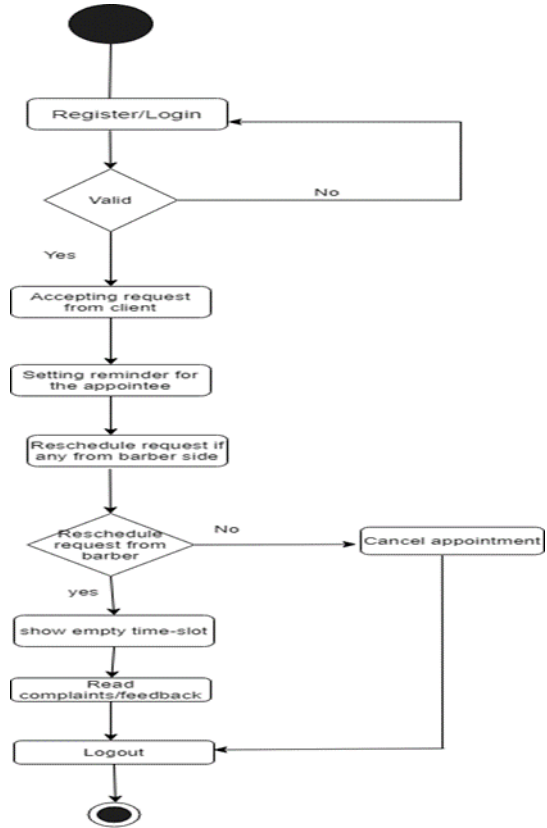 Register/Login
Valid
No
Yes
Accepting request
from client
Setting reminder for
the appointee
Reschedule request if
any from barber side
Reschedule
request from
barber
No
Cancel appointment
yes
show empty time-slot
Read
complaints/feedback
Logout